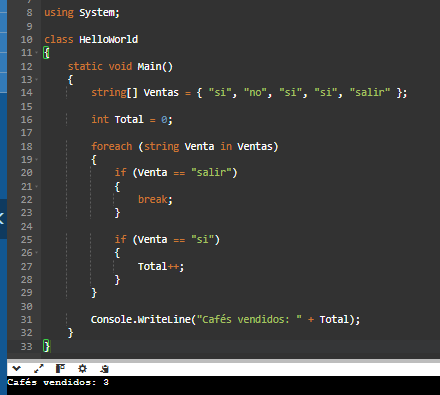 8 using System;
9
10 class HelloWorld
11 {
12 static void Main()
13 {
14 string[] Ventas = { "si", "no", "si", "si", "salir" };
15
16 int Total = 0;
17
18 foreach (string Venta in Ventas)
19 {
20 if (Venta == "salir")
21 {
22 break;
23 }
24
25 if (Venta == "si")
26 {
27 Total++;
28 }
29 }
30
31 Console.WriteLine("Cafés vendidos: " + Total);
32 }
33 }
Cafés vendidos: 3